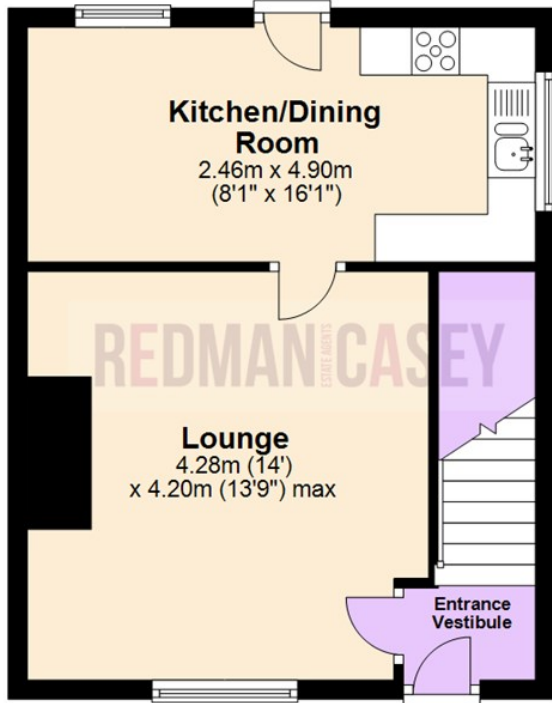 Kitchen/Dining
Room
2.46m x 4.90m
(8'1" x 16'1")
REDMAN CASEY
ESTATE AGENTS
Lounge
4.28m (14')
x 4.20m (13'9") max
Entrance
Vestibule